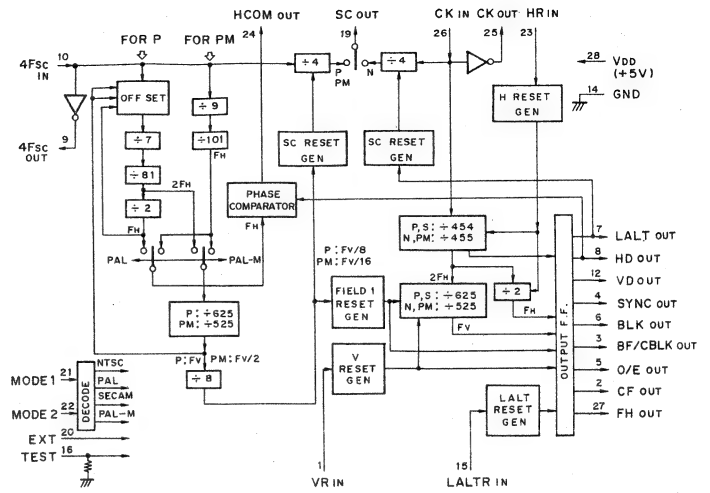 HCOM OUT
SC OUT
CK IN
CK OUT
HR IN
24
19
26
25
23
FOR P
FOR PM
10
4FSC
IN
÷4
P
PM
N
÷4
28
VDD
(+5V)
14
GND
OFF SET
÷9
H RESET
GEN
9
4FSC
OUT
÷7
÷101
FH
SC RESET
GEN
SC RESET
GEN
÷81
2FH
÷2
PHASE
COMPARATOR
FH
FH
P,S: ÷454
N,PM: ÷455
7
LALT OUT
8
HD OUT
PAL
PAL-M
P: FV/8
PM: FV/16
2FH
12
VD OUT
P: ÷625
PM: ÷525
FIELD 1
RESET
GEN
P,S: ÷625
N,PM: ÷525
÷2
FH
FV
4
SYNC OUT
6
BLK OUT
3
BF/CBLK OUT
P:FV
PM:FV/2
÷8
V
RESET
GEN
5
O/E OUT
2
CF OUT
27
FH OUT
OUTPUT F.F.
NTSC
MODE 1
21
PAL
DECODE
SECAM
MODE 2
22
PAL-M
LALT
RESET
GEN
EXT
20
TEST
16
1
VR IN
15
LALTR IN